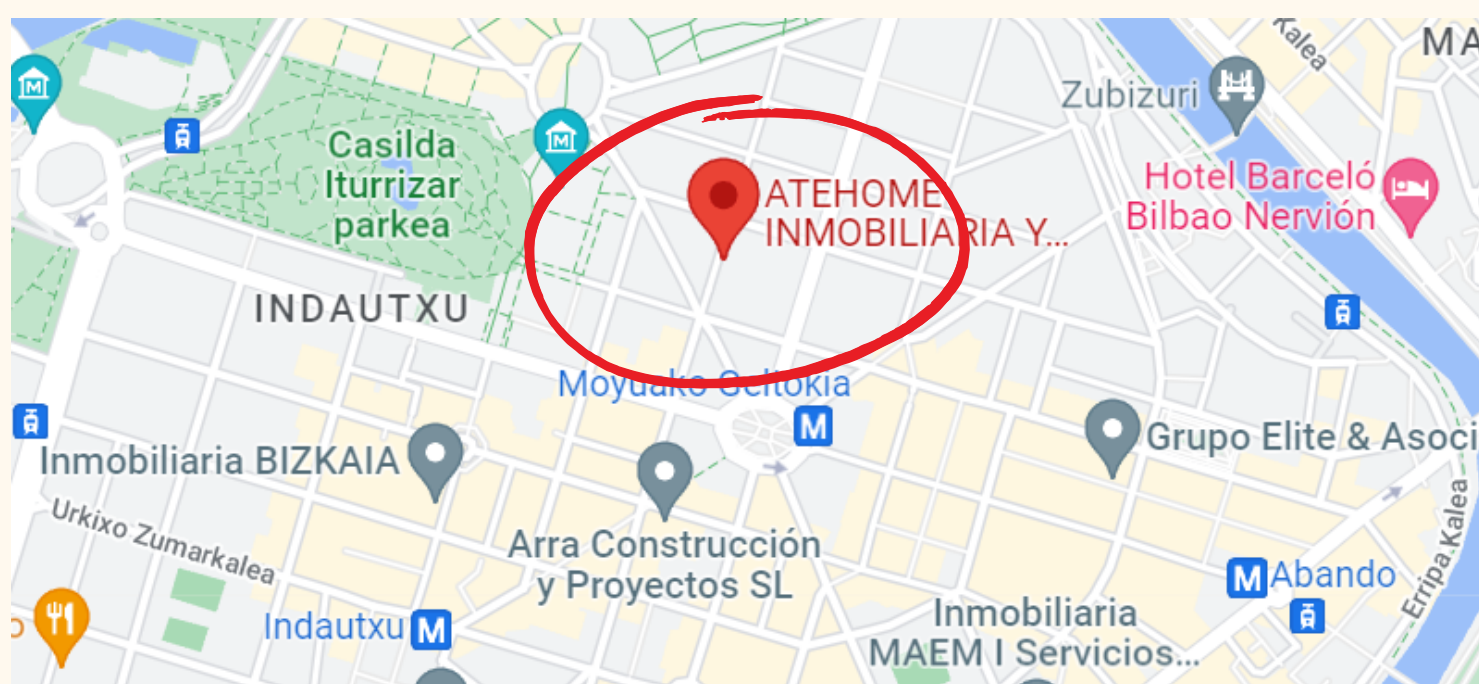 Kalea
MA
Zubizuri
Casilda
Iturrizar
parkea
ATEHOME
INMOBILIARIA Y...
Hotel Barceló
Bilbao Nervión
INDAUTXU
Moyuako Geltokia
M
Grupo Elite & Asoci
Inmobiliaria BIZKAIA
Urkixo Zumarkalea
Arra Construcción
y Proyectos SL
Erripa Kalea
M Abando
Inmobiliaria
MAEM I Servicios...
Indautxu M